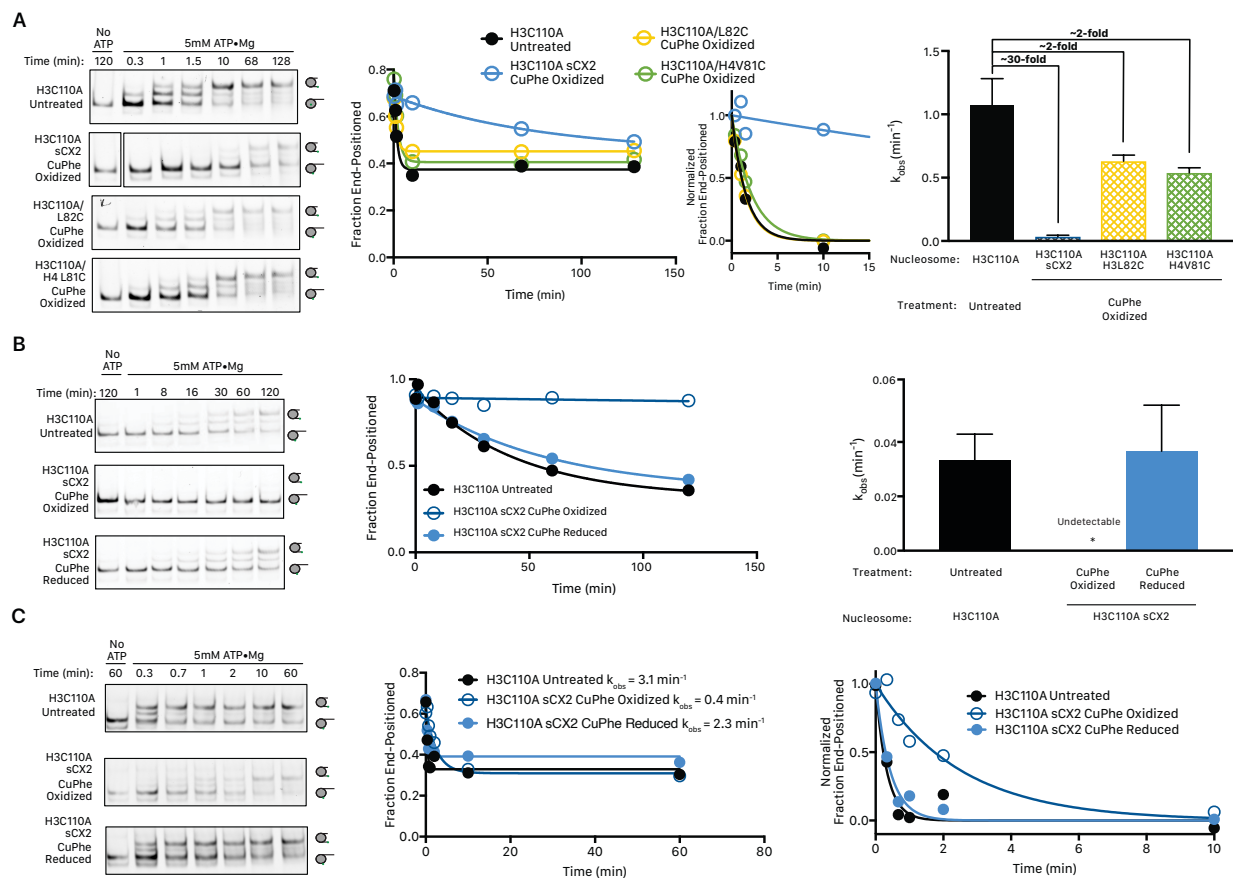 A
No
ATP
5mM ATP•Mg
Time (min): 120 0.3 1 1.5 10 68 128
H3C110A
Untreated
H3C110A
sCX2
CuPhe
Oxidized
H3C110A/
L82C
CuPhe
Oxidized
H3C110A/
H4 L81C
CuPhe
Oxidized
H3C110A
Untreated
H3C110A sCX2
CuPhe Oxidized
H3C110A/L82C
CuPhe Oxidized
H3C110A/H4V81C
CuPhe Oxidized
Fraction End-Positioned
0.8
0.6
0.4
0.2
0.0
0 50 100 150
Time (min)
Normalized
Fraction End-Positioned
1.0
0.5
0.0
0 5 10 15
Time (min)
kobs (min-1)
1.5
1.0
0.5
0.0
~2-fold
~2-fold
~30-fold
Nucleosome: H3C110A H3C110A sCX2 H3C110A H3L82C H3C110A H4V81C
Treatment: Untreated CuPhe
Oxidized
B
No
ATP
5mM ATP•Mg
Time (min): 120 1 8 16 30 60 120
H3C110A
Untreated
H3C110A
sCX2
CuPhe
Oxidized
H3C110A
sCX2
CuPhe
Reduced
Fraction End-Positioned
1.0
0.5
0.0
H3C110A Untreated
H3C110A sCX2 CuPhe Oxidized
H3C110A sCX2 CuPhe Reduced
0 50 100 150
Time (min)
kobs (min-1)
0.06
0.04
0.02
0.00
Undetectable
*
Treatment: Untreated CuPhe Oxidized CuPhe Reduced
Nucleosome: H3C110A H3C110A sCX2
C
No
ATP
5mM ATP•Mg
Time (min): 60 0.3 0.7 1 2 10 60
H3C110A
Untreated
H3C110A
sCX2
CuPhe
Oxidized
H3C110A
sCX2
CuPhe
Reduced
Fraction End-Positioned
0.8
0.6
0.4
0.2
0.0
H3C110A Untreated kobs = 3.1 min-1
H3C110A sCX2 CuPhe Oxidized kobs = 0.4 min-1
H3C110A sCX2 CuPhe Reduced kobs = 2.3 min-1
0 20 40 60 80
Time (min)
Normalized
Fraction End-Positioned
1.0
0.5
0.0
H3C110A Untreated
H3C110A sCX2 CuPhe Oxidized
H3C110A sCX2 CuPhe Reduced
0 2 4 6 8 10
Time (min)